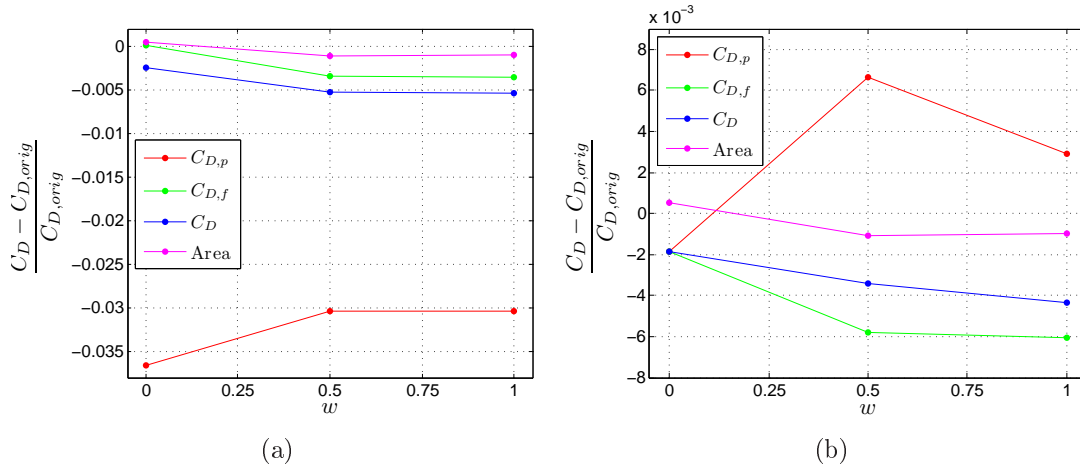 0
−0.005
−0.01
−0.015
−0.02
−0.025
−0.03
−0.035
C_D − C_{D,orig}
C_{D,orig}
C_{D,p}
C_{D,f}
C_D
Area
0 0.25 0.5 0.75 1
w
(a)
x 10^{−3}
8
6
4
2
0
−2
−4
−6
−8
C_D − C_{D,orig}
C_{D,orig}
C_{D,p}
C_{D,f}
C_D
Area
0 0.25 0.5 0.75 1
w
(b)